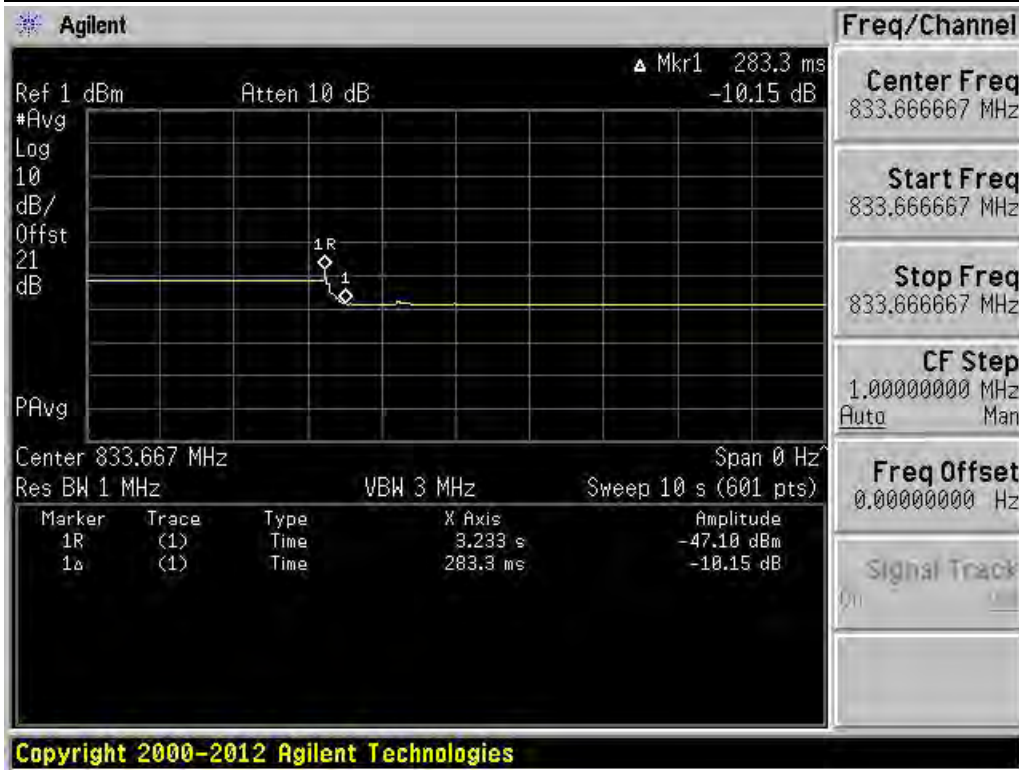 Agilent
Freq/Channel
Δ Mkr1 283.3 ms
Ref 1 dBm Atten 10 dB -10.15 dB
#Avg
Log
10
dB/
Offst
21
dB
1R
1
PAvg
Center 833.667 MHz Span 0 Hz^
Res BW 1 MHz VBW 3 MHz Sweep 10 s (601 pts)
Marker Trace Type X Axis Amplitude
1R (1) Time 3.233 s -47.10 dBm
1Δ (1) Time 283.3 ms -10.15 dB
Center Freq
833.666667 MHz
Start Freq
833.666667 MHz
Stop Freq
833.666667 MHz
CF Step
1.00000000 MHz
Auto Man
Freq Offset
0.00000000 Hz
Signal Track
On
Copyright 2000-2012 Agilent Technologies